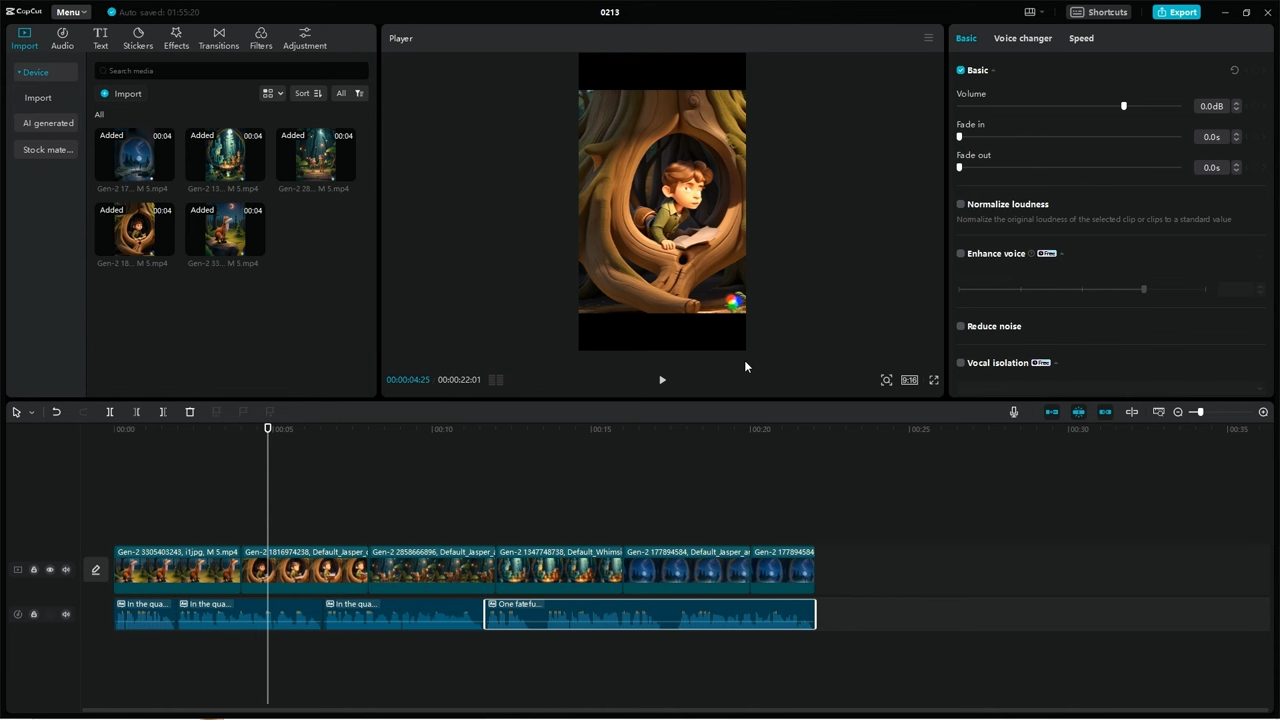 CapCut Menu Auto saved: 01:55:20 0213 Shortcuts Export
Import Audio Text Stickers Effects Transitions Filters Adjustment
Player
Basic Voice changer Speed
Device
Import
AI generated
Stock mate...
Search media
Import Sort All
All
Added 00:04 Added 00:04 Added 00:04
Gen-2 17... M 5.mp4 Gen-2 13... M 5.mp4 Gen-2 28... M 5.mp4
Added 00:04 Added 00:04
Gen-2 18... M 5.mp4 Gen-2 33... M 5.mp4
00:00:04:25 00:00:22:01 9:16
Basic
Volume
0.0dB
Fade in
0.0s
Fade out
0.0s
Normalize loudness
Normalize the original loudness of the selected clip or clips to a standard value
Enhance voice Free
Reduce noise
Vocal isolation Free
00:00 00:05 00:10 00:15 00:20 00:25 00:30 00:35
Gen-2 3305403243, i1jpg, M 5.mp4 Gen-2 1816974238, Default_Jasper_c Gen-2 2858666896, Default_Jasper_ Gen-2 1347748738, Default_Whimsi Gen-2 177894584, Default_Jasper_ar Gen-2 177894584
In the qua... In the qua... In the qua... One fatefu...